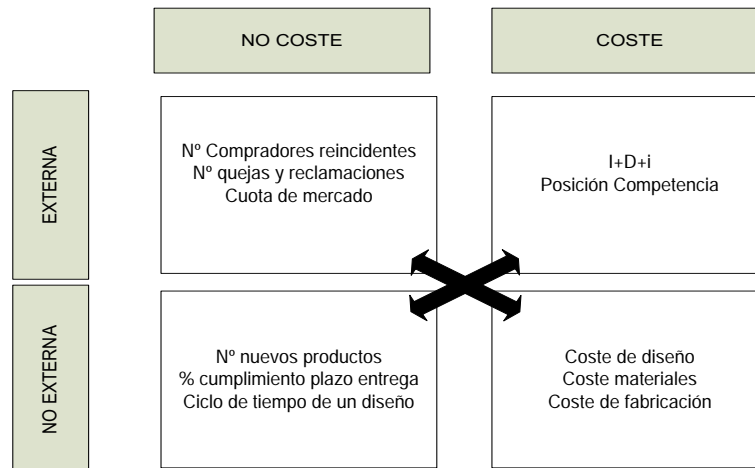 NO COSTE
COSTE
EXTERNA
Nº Compradores reincidentes
Nº quejas y reclamaciones
Cuota de mercado
I+D+i
Posición Competencia
NO EXTERNA
Nº nuevos productos
% cumplimiento plazo entrega
Ciclo de tiempo de un diseño
Coste de diseño
Coste materiales
Coste de fabricación